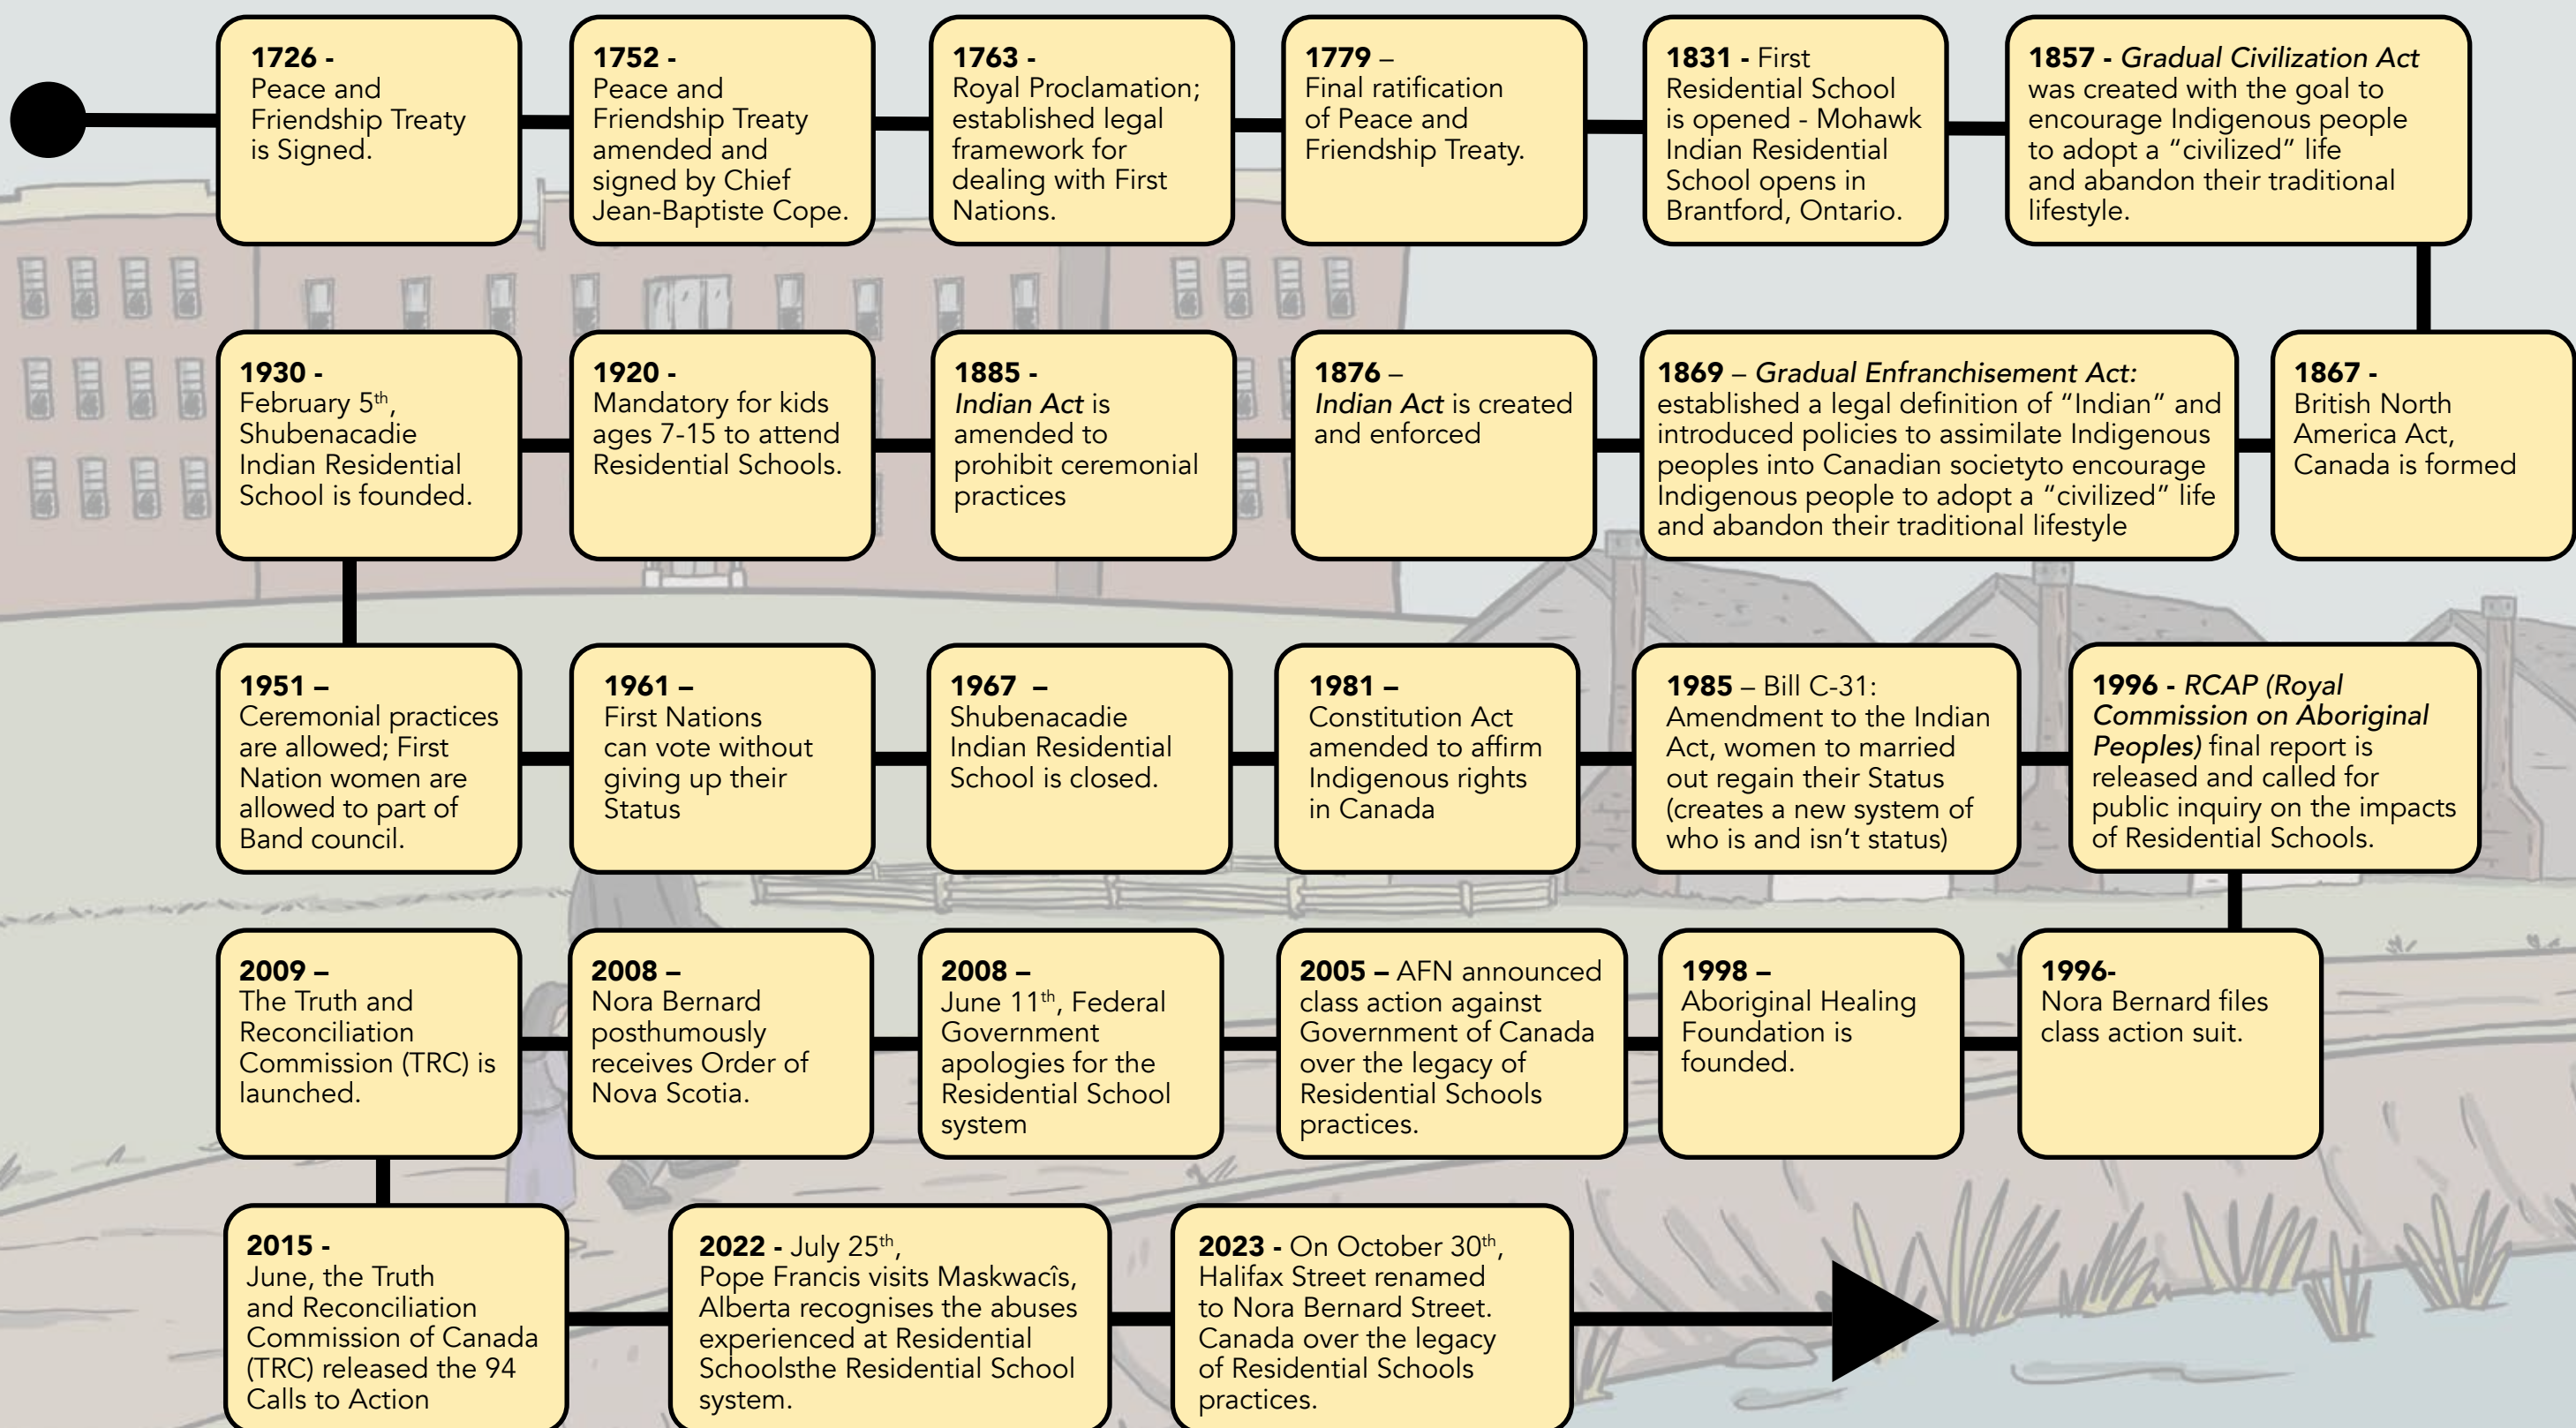 1726 -
Peace and
Friendship Treaty
is Signed.
1752 -
Peace and
Friendship Treaty
amended and
signed by Chief
Jean-Baptiste Cope.
1763 -
Royal Proclamation;
established legal
framework for
dealing with First
Nations.
1779 –
Final ratification
of Peace and
Friendship Treaty.
1831 - First
Residential School
is opened - Mohawk
Indian Residential
School opens in
Brantford, Ontario.
1857 - Gradual Civilization Act
was created with the goal to
encourage Indigenous people
to adopt a “civilized” life
and abandon their traditional
lifestyle.
1867 -
British North
America Act,
Canada is formed
1869 – Gradual Enfranchisement Act:
established a legal definition of “Indian” and
introduced policies to assimilate Indigenous
peoples into Canadian societyto encourage
Indigenous people to adopt a “civilized” life
and abandon their traditional lifestyle
1876 –
Indian Act is created
and enforced
1885 -
Indian Act is
amended to
prohibit ceremonial
practices
1920 -
Mandatory for kids
ages 7-15 to attend
Residential Schools.
1930 -
February 5th,
Shubenacadie
Indian Residential
School is founded.
1951 –
Ceremonial practices
are allowed; First
Nation women are
allowed to part of
Band council.
1961 –
First Nations
can vote without
giving up their
Status
1967 –
Shubenacadie
Indian Residential
School is closed.
1981 –
Constitution Act
amended to affirm
Indigenous rights
in Canada
1985 – Bill C-31:
Amendment to the Indian
Act, women to married
out regain their Status
(creates a new system of
who is and isn’t status)
1996 - RCAP (Royal
Commission on Aboriginal
Peoples) final report is
released and called for
public inquiry on the impacts
of Residential Schools.
1996-
Nora Bernard files
class action suit.
1998 –
Aboriginal Healing
Foundation is
founded.
2005 – AFN announced
class action against
Government of Canada
over the legacy of
Residential Schools
practices.
2008 –
June 11th, Federal
Government
apologies for the
Residential School
system
2008 –
Nora Bernard
posthumously
receives Order of
Nova Scotia.
2009 –
The Truth and
Reconciliation
Commission (TRC) is
launched.
2015 -
June, the Truth
and Reconciliation
Commission of Canada
(TRC) released the 94
Calls to Action
2022 - July 25th,
Pope Francis visits Maskwacîs,
Alberta recognises the abuses
experienced at Residential
Schoolsthe Residential School
system.
2023 - On October 30th,
Halifax Street renamed
to Nora Bernard Street.
Canada over the legacy
of Residential Schools
practices.